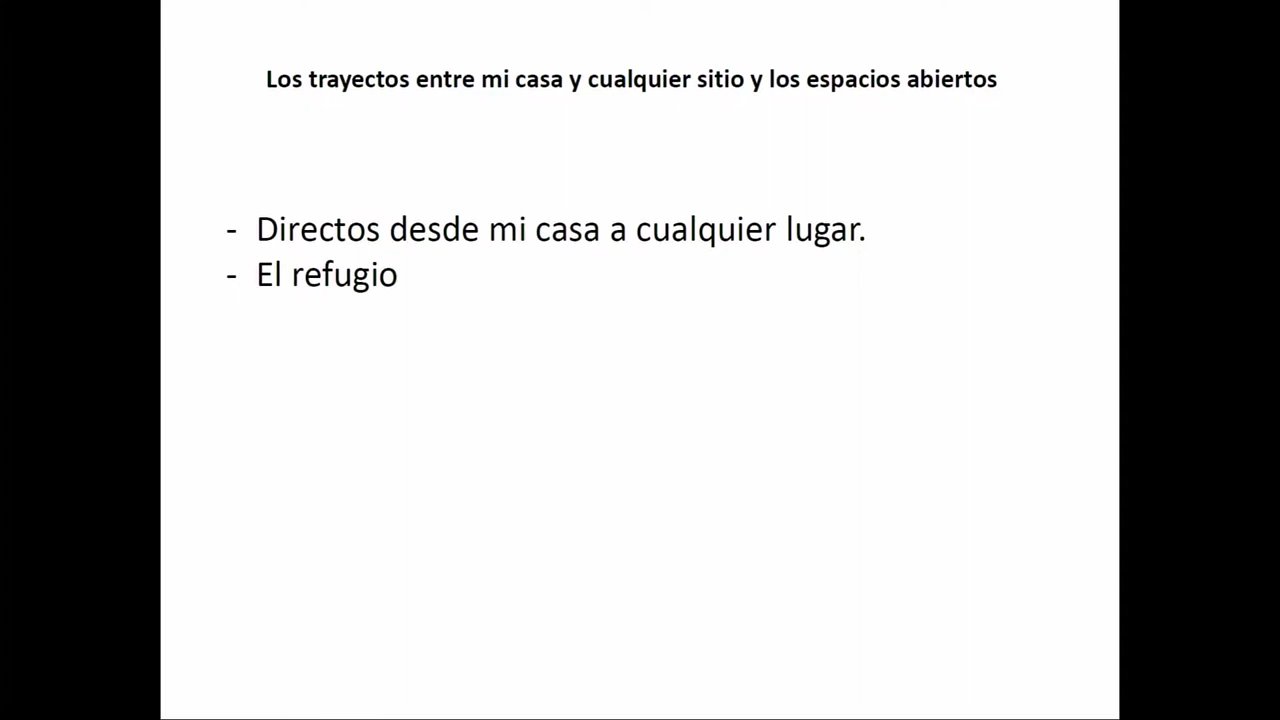 Los trayectos entre mi casa y cualquier sitio y los espacios abiertos
- Directos desde mi casa a cualquier lugar.
- El refugio